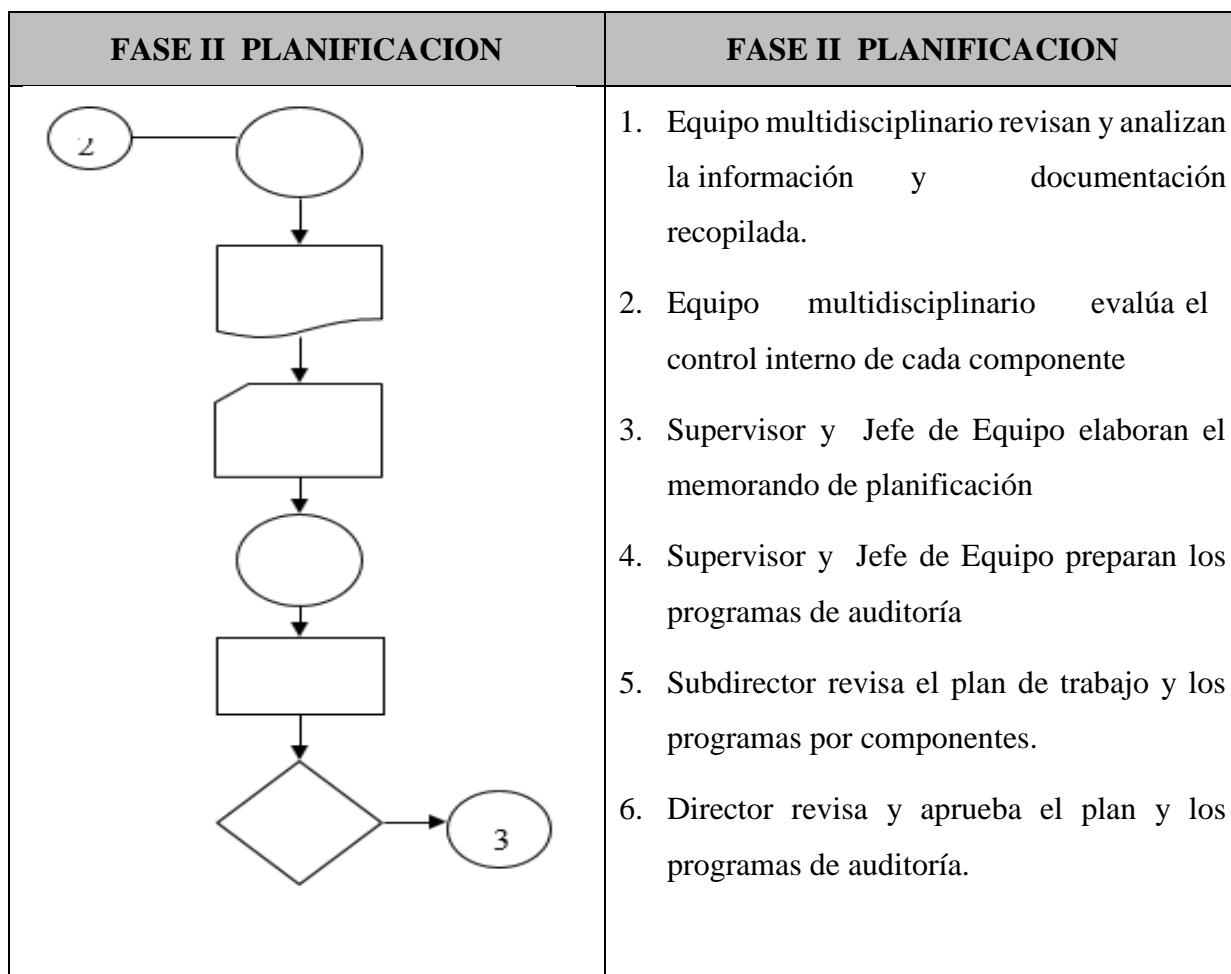 FASE II PLANIFICACION
FASE II PLANIFICACION
2
3
1. Equipo multidisciplinario revisan y analizan
la información y documentación
recopilada.
2. Equipo multidisciplinario evalúa el
control interno de cada componente
3. Supervisor y Jefe de Equipo elaboran el
memorando de planificación
4. Supervisor y Jefe de Equipo preparan los
programas de auditoría
5. Subdirector revisa el plan de trabajo y los
programas por componentes.
6. Director revisa y aprueba el plan y los
programas de auditoría.